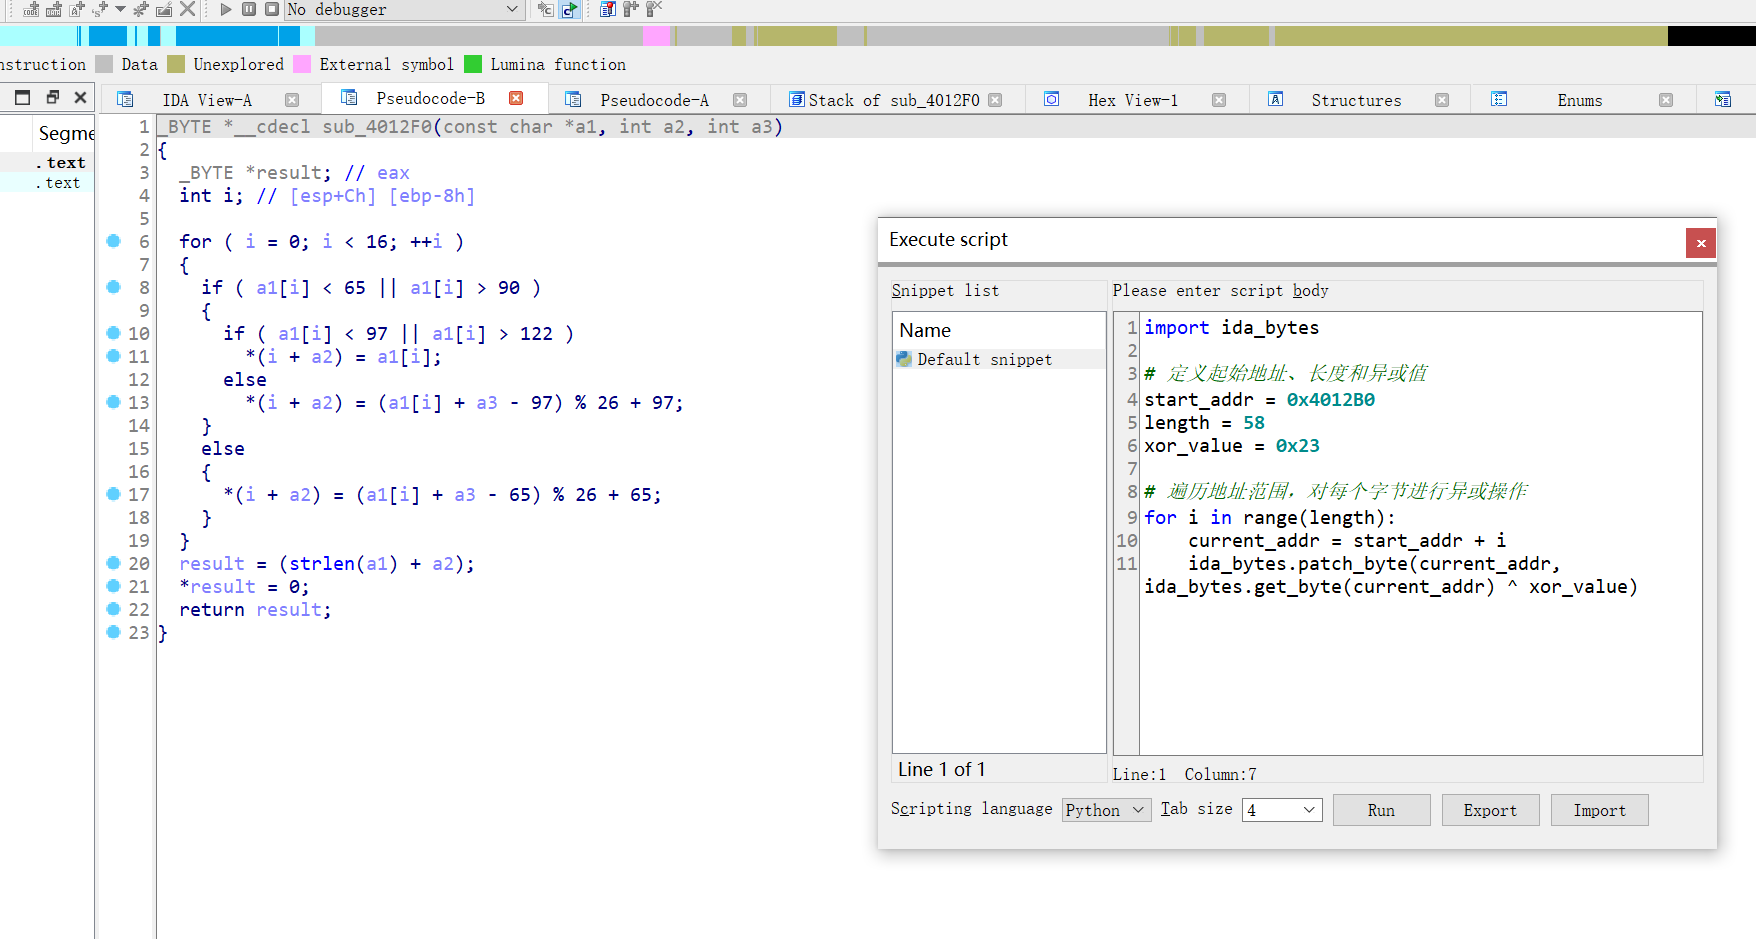 No debugger
nstruction Data Unexplored External symbol Lumina function
IDA View-A Pseudocode-B Pseudocode-A Stack of sub_4012F0 Hex View-1 Structures Enums
Segme
.text
.text
1 _BYTE *__cdecl sub_4012F0(const char *a1, int a2, int a3)
2 {
3 _BYTE *result; // eax
4 int i; // [esp+Ch] [ebp-8h]
5
6 for ( i = 0; i < 16; ++i )
7 {
8 if ( a1[i] < 65 || a1[i] > 90 )
9 {
10 if ( a1[i] < 97 || a1[i] > 122 )
11 *(i + a2) = a1[i];
12 else
13 *(i + a2) = (a1[i] + a3 - 97) % 26 + 97;
14 }
15 else
16 {
17 *(i + a2) = (a1[i] + a3 - 65) % 26 + 65;
18 }
19 }
20 result = (strlen(a1) + a2);
21 *result = 0;
22 return result;
23 }
Execute script
Snippet list
Name
Default snippet
Line 1 of 1
Please enter script body
1 import ida_bytes
2
3 # 定义起始地址、长度和异或值
4 start_addr = 0x4012B0
5 length = 58
6 xor_value = 0x23
7
8 # 遍历地址范围，对每个字节进行异或操作
9 for i in range(length):
10 current_addr = start_addr + i
11 ida_bytes.patch_byte(current_addr,
ida_bytes.get_byte(current_addr) ^ xor_value)
Line:1 Column:7
Scripting language Python Tab size 4 Run Export Import